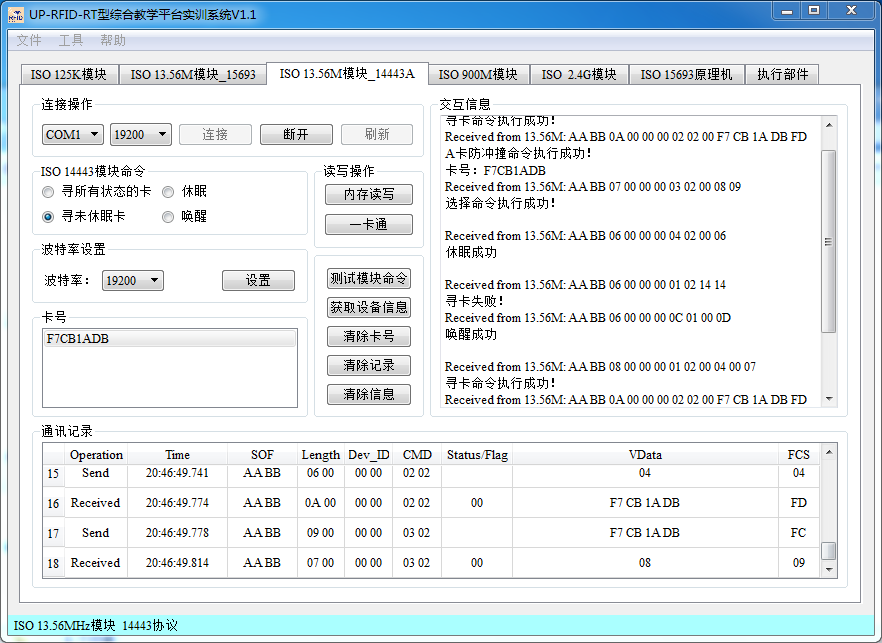 UP-RFID-RT型综合教学平台实训系统V1.1
文件 工具 帮助
ISO 125K模块 ISO 13.56M模块_15693 ISO 13.56M模块_14443A ISO 900M模块 ISO 2.4G模块 ISO 15693原理机 执行部件
连接操作
COM1 19200 连接 断开 刷新
ISO 14443模块命令
寻所有状态的卡 休眠
寻未休眠卡 唤醒
波特率设置
波特率： 19200 设置
卡号
F7CB1ADB
读写操作
内存读写
一卡通
测试模块命令
获取设备信息
清除卡号
清除记录
清除信息
交互信息
寻卡命令执行成功!
Received from 13.56M: AA BB 0A 00 00 00 02 02 00 F7 CB 1A DB FD
A卡防冲撞命令执行成功!
卡号：F7CB1ADB
Received from 13.56M: AA BB 07 00 00 00 03 02 00 08 09
选择命令执行成功!
Received from 13.56M: AA BB 06 00 00 00 04 02 00 06
休眠成功
Received from 13.56M: AA BB 06 00 00 00 01 02 14 14
寻卡失败!
Received from 13.56M: AA BB 06 00 00 00 0C 01 00 0D
唤醒成功
Received from 13.56M: AA BB 08 00 00 00 01 02 00 04 00 07
寻卡命令执行成功!
Received from 13.56M: AA BB 0A 00 00 00 02 02 00 F7 CB 1A DB FD
通讯记录
Operation Time SOF Length Dev_ID CMD Status/Flag VData FCS
15 Send 20:46:49.741 AA BB 06 00 00 00 02 02 04 04
16 Received 20:46:49.774 AA BB 0A 00 00 00 02 02 00 F7 CB 1A DB FD
17 Send 20:46:49.778 AA BB 09 00 00 00 03 02 F7 CB 1A DB FC
18 Received 20:46:49.814 AA BB 07 00 00 00 03 02 00 08 09
ISO 13.56MHz模块 14443协议